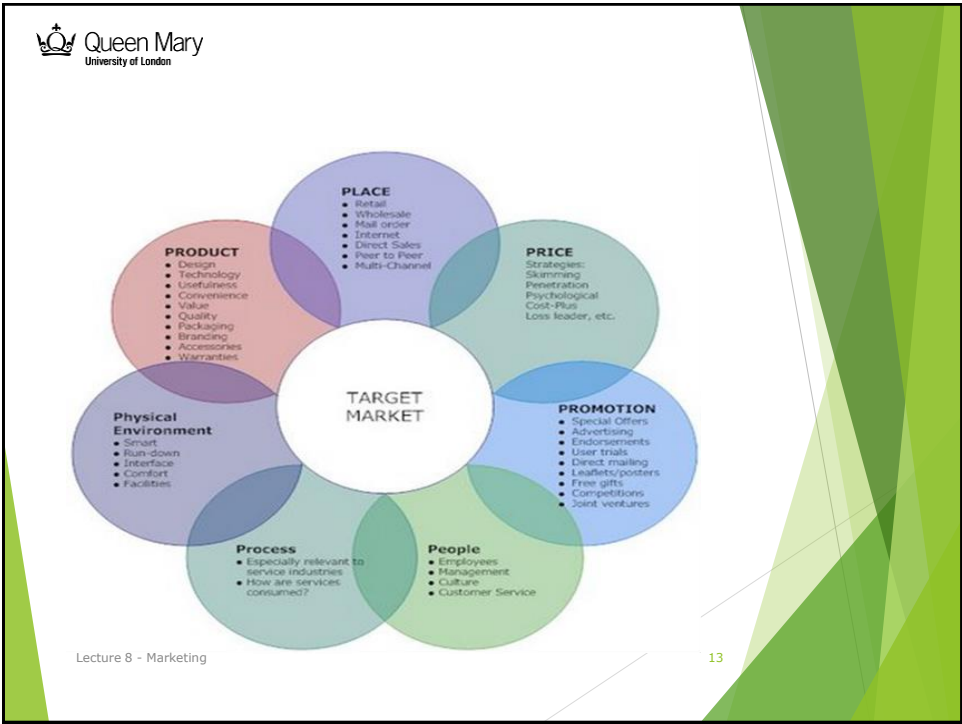 Queen Mary
University of London
PLACE
• Retail
• Wholesale
• Mail order
• Internet
• Direct Sales
• Peer to Peer
• Multi-Channel
PRODUCT
• Design
• Technology
• Usefulness
• Convenience
• Value
• Quality
• Packaging
• Branding
• Accessories
• Warranties
PRICE
Strategies:
Skimming
Penetration
Psychological
Cost-Plus
Loss leader, etc.
TARGET
MARKET
Physical
Environment
• Smart
• Run-down
• Interface
• Comfort
• Facilities
PROMOTION
• Special Offers
• Advertising
• Endorsements
• User trials
• Direct mailing
• Leaflets/posters
• Free gifts
• Competitions
• Joint ventures
Process
• Especially relevant to
service industries
• How are services
consumed?
People
• Employees
• Management
• Culture
• Customer Service
Lecture 8 - Marketing
13